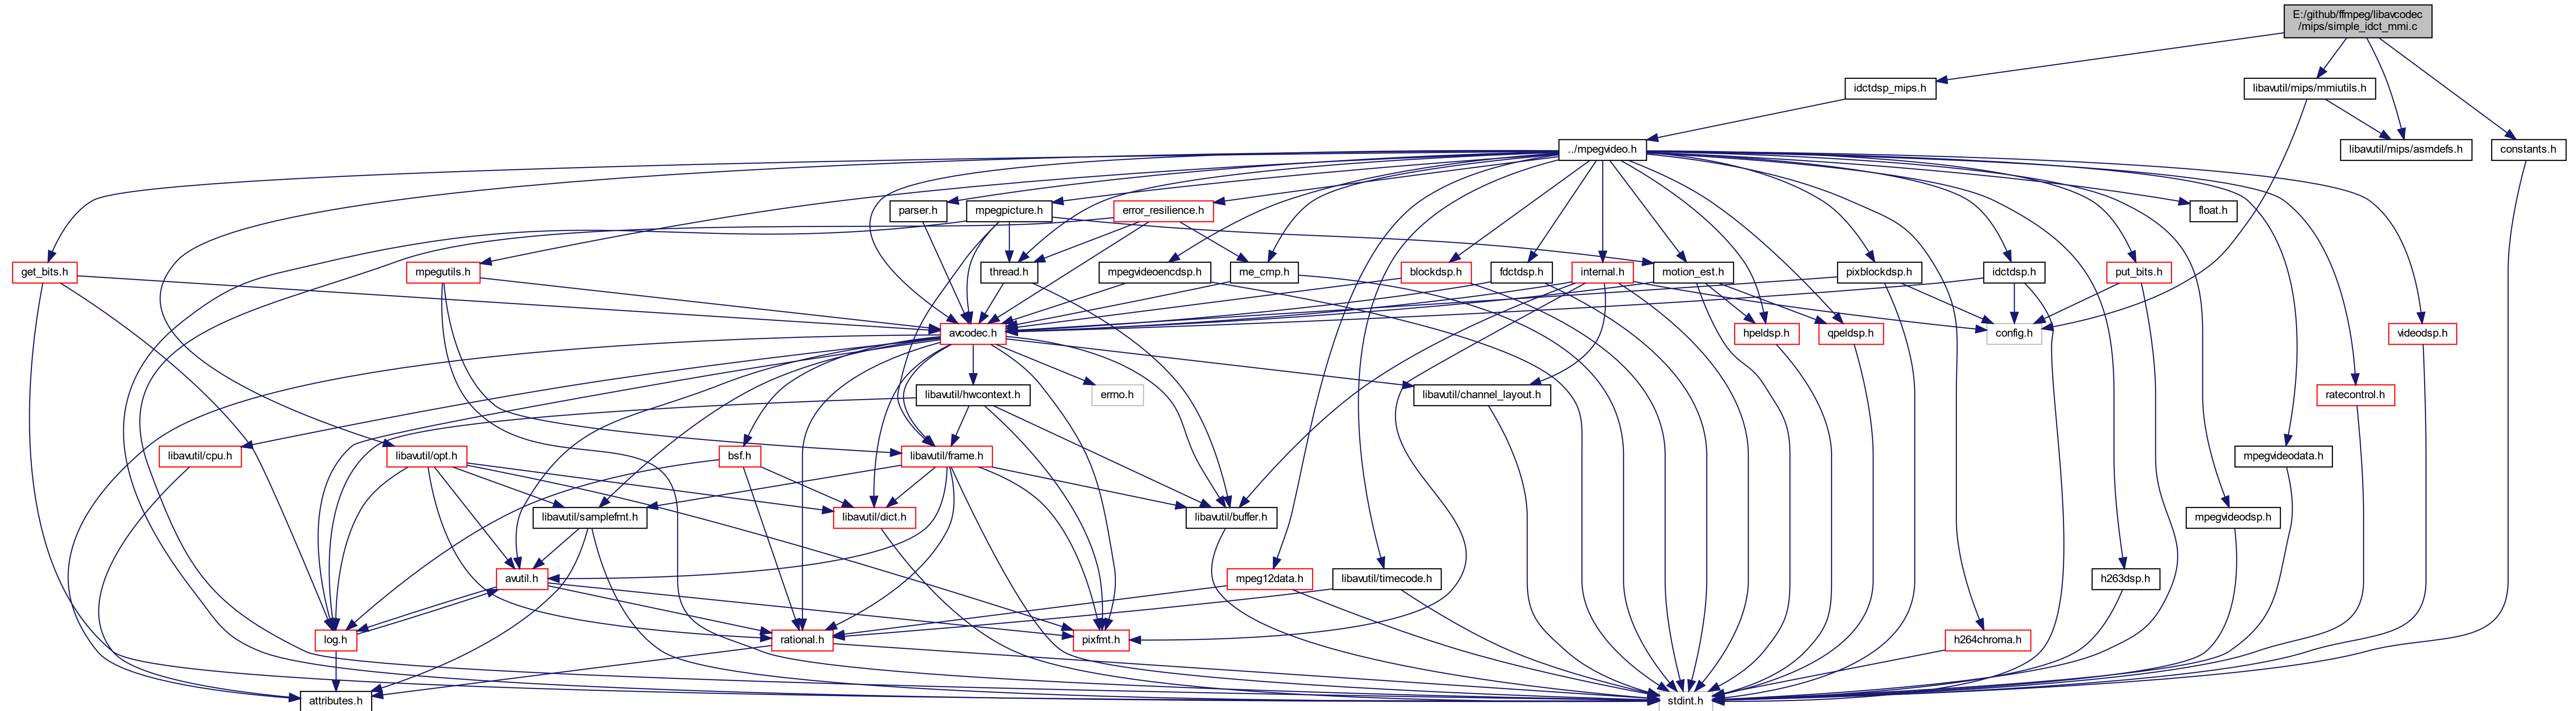 E:/github/ffmpeg/libavcodec
/mips/simple_idct_mmi.c
idctdsp_mips.h
libavutil/mips/mmiutils.h
../mpegvideo.h
libavutil/mips/asmdefs.h
constants.h
parser.h
mpegpicture.h
error_resilience.h
float.h
get_bits.h
mpegutils.h
thread.h
mpegvideoencdsp.h
me_cmp.h
blockdsp.h
fdctdsp.h
internal.h
motion_est.h
pixblockdsp.h
idctdsp.h
put_bits.h
avcodec.h
hpeldsp.h
qpeldsp.h
config.h
videodsp.h
libavutil/hwcontext.h
errno.h
libavutil/channel_layout.h
ratecontrol.h
libavutil/cpu.h
libavutil/opt.h
bsf.h
libavutil/frame.h
mpegvideodata.h
libavutil/samplefmt.h
libavutil/dict.h
libavutil/buffer.h
mpegvideodsp.h
avutil.h
mpeg12data.h
libavutil/timecode.h
h263dsp.h
log.h
rational.h
pixfmt.h
h264chroma.h
attributes.h
stdint.h